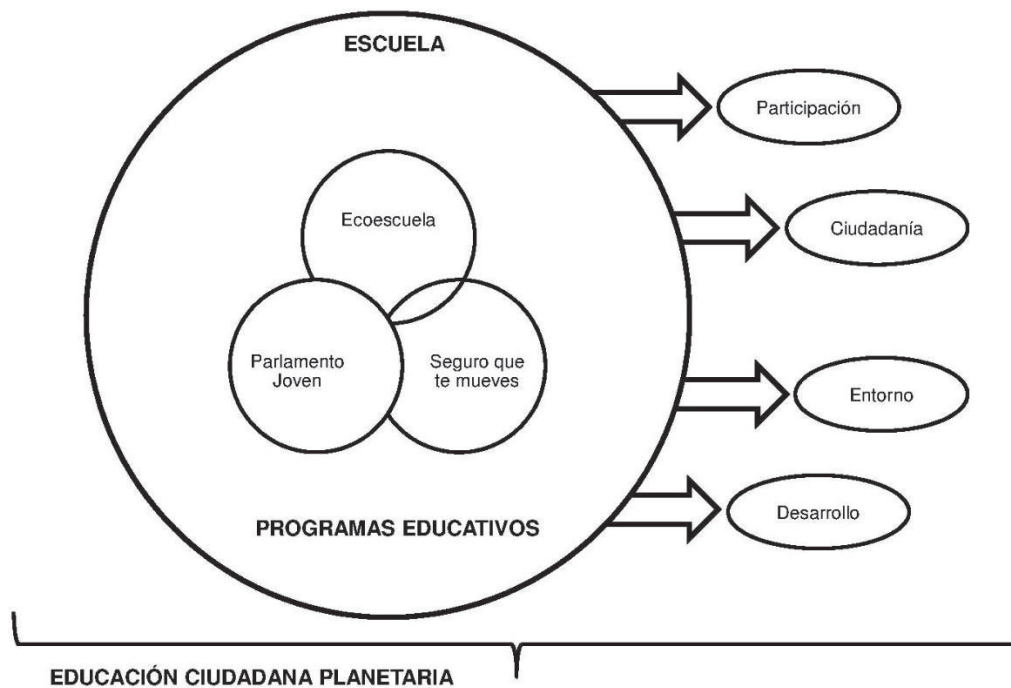 ESCUELA
Participación
Ecoescuela
Ciudadanía
Parlamento
Joven
Seguro que
te mueves
Entorno
Desarrollo
PROGRAMAS EDUCATIVOS
EDUCACIÓN CIUDADANA PLANETARIA